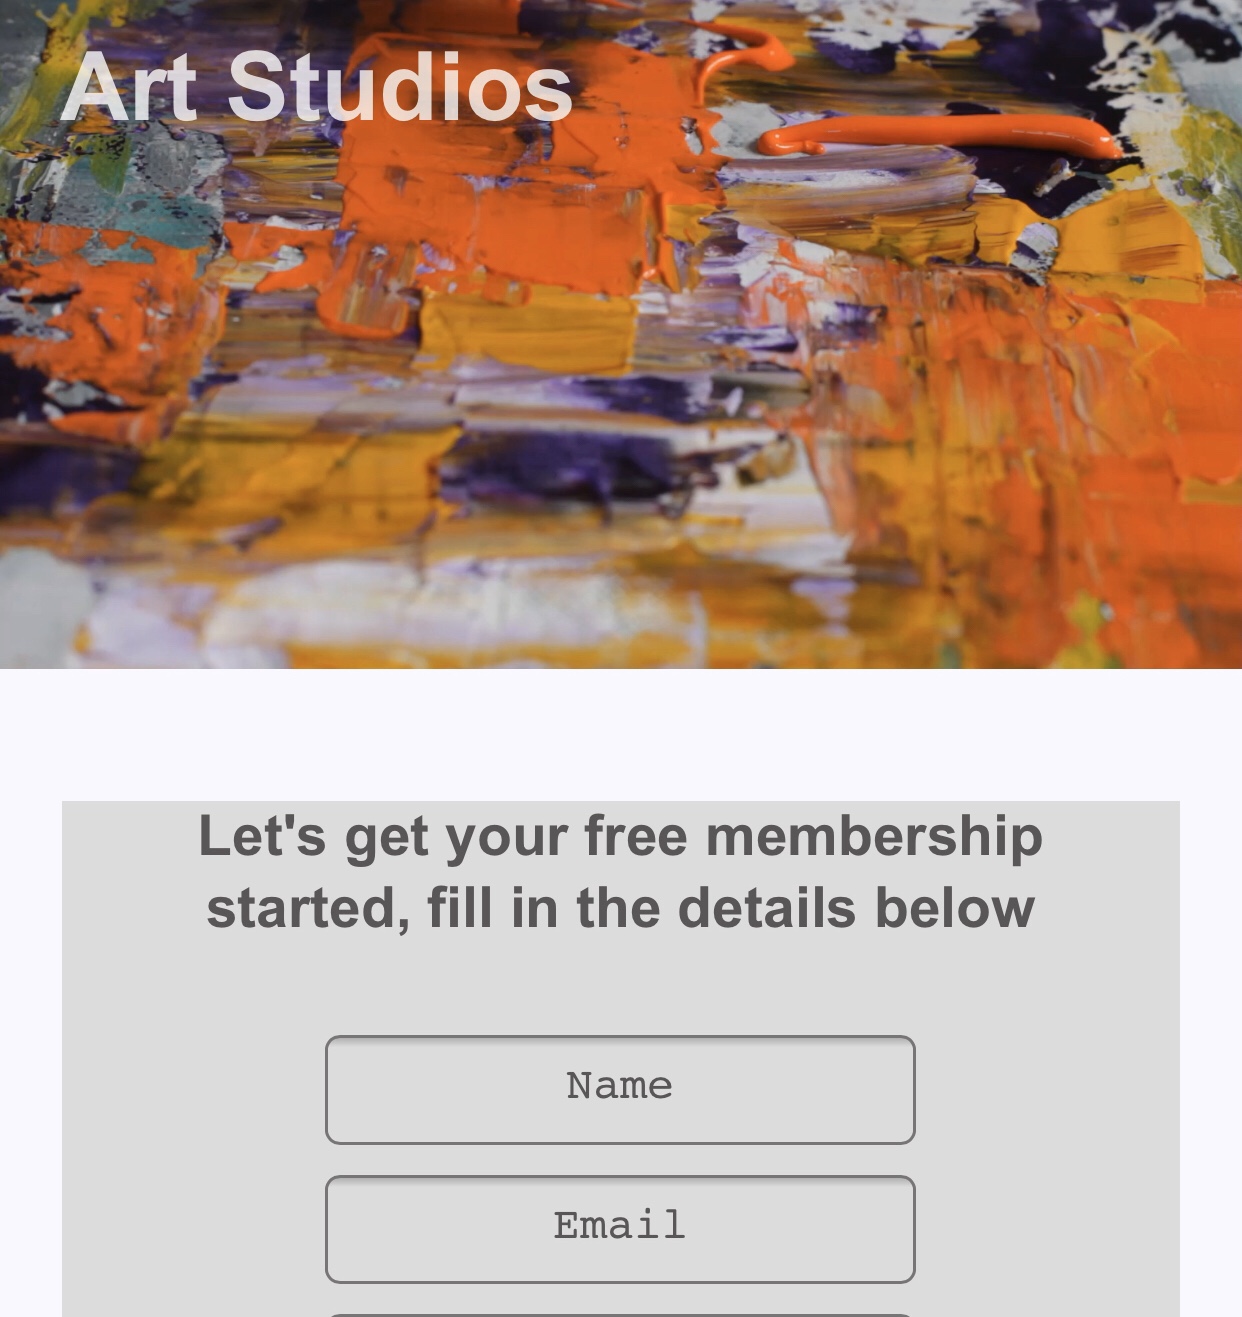 Art Studios
Let's get your free membership
started, fill in the details below
Name
Email